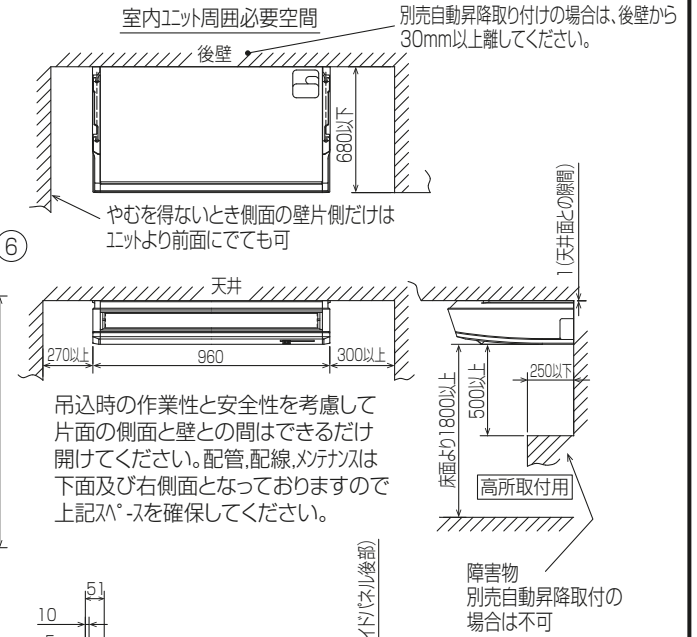 室内ユニット周囲必要空間
別売自動昇降取り付けの場合は、後壁から
30mm以上離してください。
後壁
680以下
やむを得ないとき側面の壁片側だけは
ユニットより前面にでても可
1(天井面との隙間)
6
天井
270以上
960
300以上
床面より1800以上
500以上
250以下
吊込時の作業性と安全性を考慮して
片面の側面と壁との間はできるだけ
開けてください。配管,配線,メンテナンスは
下面及び右側面となっておりますので
上記スペースを確保してください。
高所取付用
障害物
別売自動昇降取付の
場合は不可
51
10
イドパネル後部)